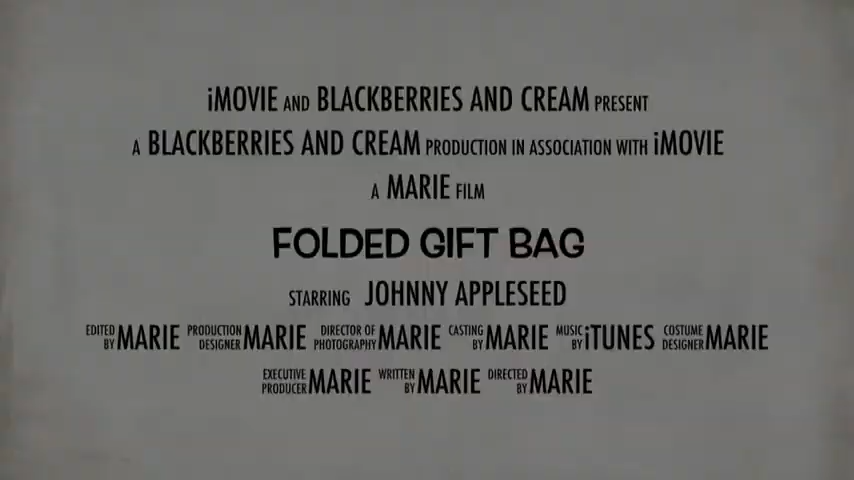 iMOVIE AND BLACKBERRIES AND CREAM PRESENT
A BLACKBERRIES AND CREAM PRODUCTION IN ASSOCIATION WITH iMOVIE
A MARIE FILM
FOLDED GIFT BAG
STARRING JOHNNY APPLESEED
EDITED BY MARIE PRODUCTION DESIGNER MARIE DIRECTOR OF PHOTOGRAPHY MARIE CASTING BY MARIE MUSIC BY iTUNES COSTUME DESIGNER MARIE
EXECUTIVE PRODUCER MARIE WRITTEN BY MARIE DIRECTED BY MARIE